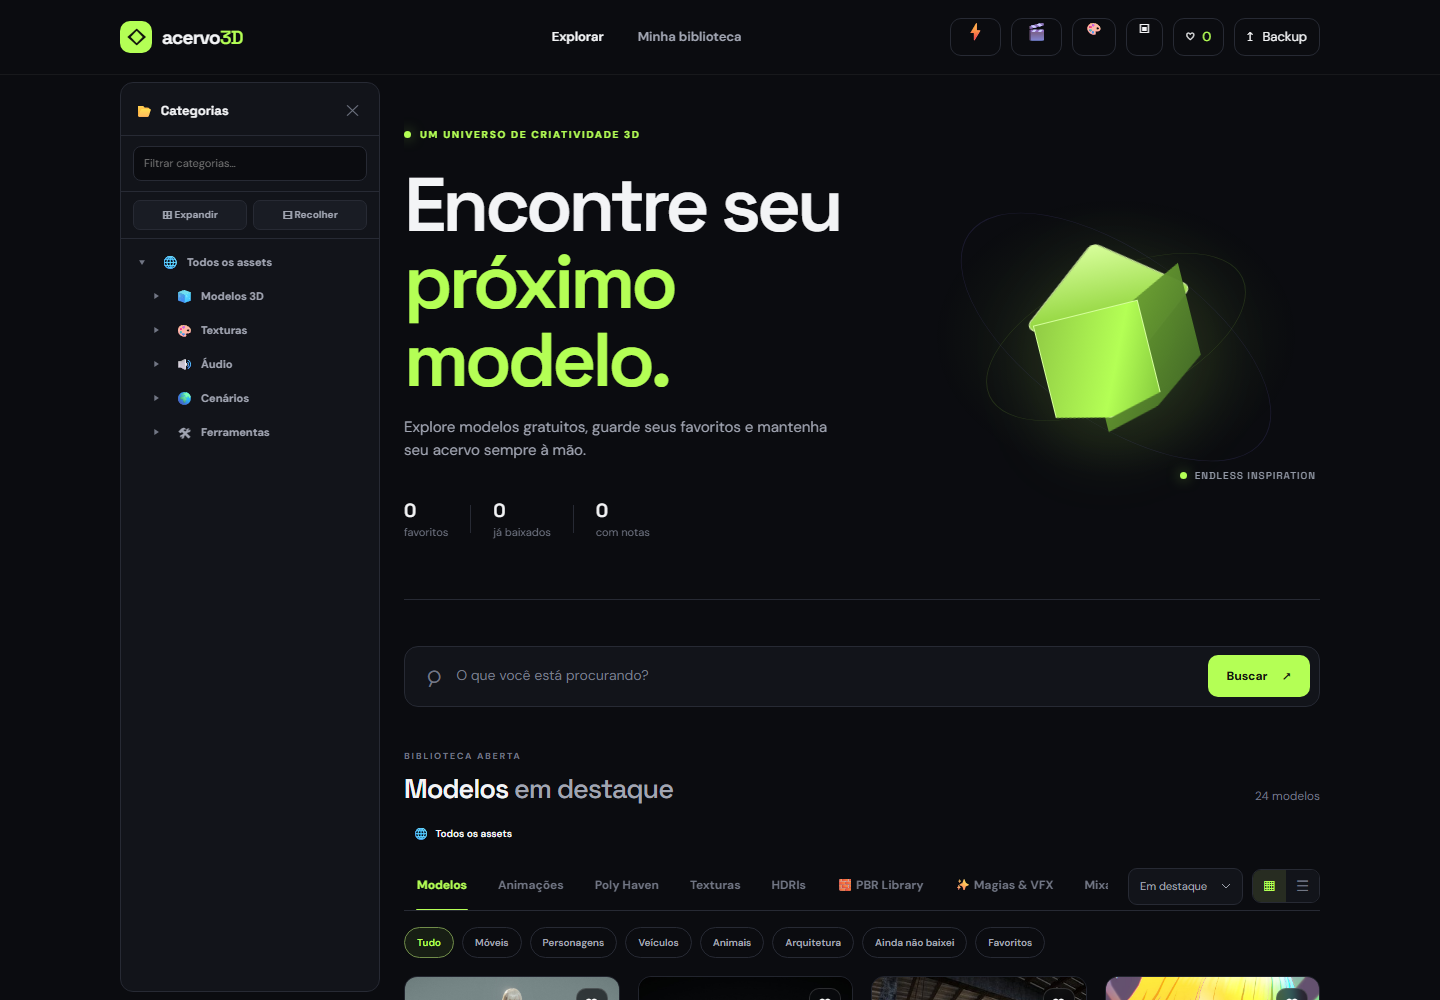 acervo3D
Explorar
Minha biblioteca
0
Backup
Categorias
Filtrar categorias...
Expandir
Recolher
Todos os assets
Modelos 3D
Texturas
Áudio
Cenários
Ferramentas
UM UNIVERSO DE CRIATIVIDADE 3D
Encontre seu
próximo
modelo.
Explore modelos gratuitos, guarde seus favoritos e mantenha
seu acervo sempre à mão.
0
favoritos
0
já baixados
0
com notas
ENDLESS INSPIRATION
O que você está procurando?
Buscar ↗
BIBLIOTECA ABERTA
Modelos em destaque
24 modelos
Todos os assets
Modelos
Animações
Poly Haven
Texturas
HDRIs
PBR Library
Magias & VFX
Em destaque
Tudo
Móveis
Personagens
Veículos
Animais
Arquitetura
Ainda não baixei
Favoritos